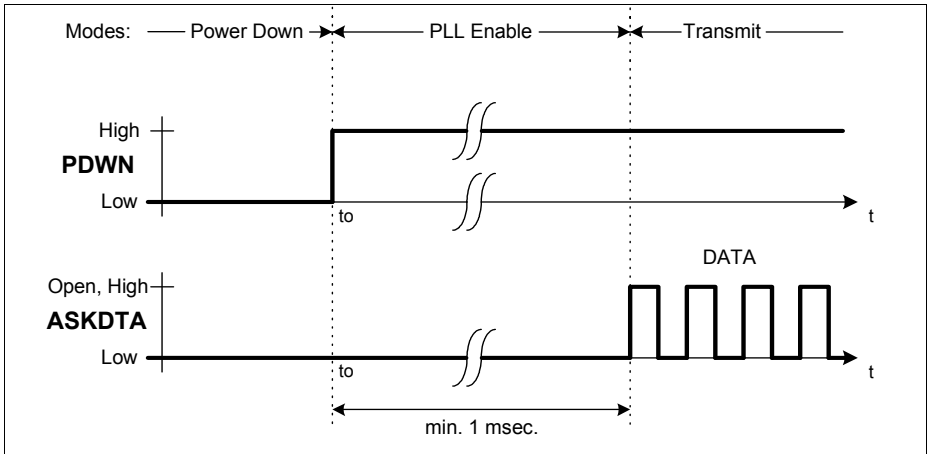 Modes: Power Down PLL Enable Transmit
High
PDWN
Low
to
t
DATA
Open, High
ASKDTA
Low
to
t
min. 1 msec.